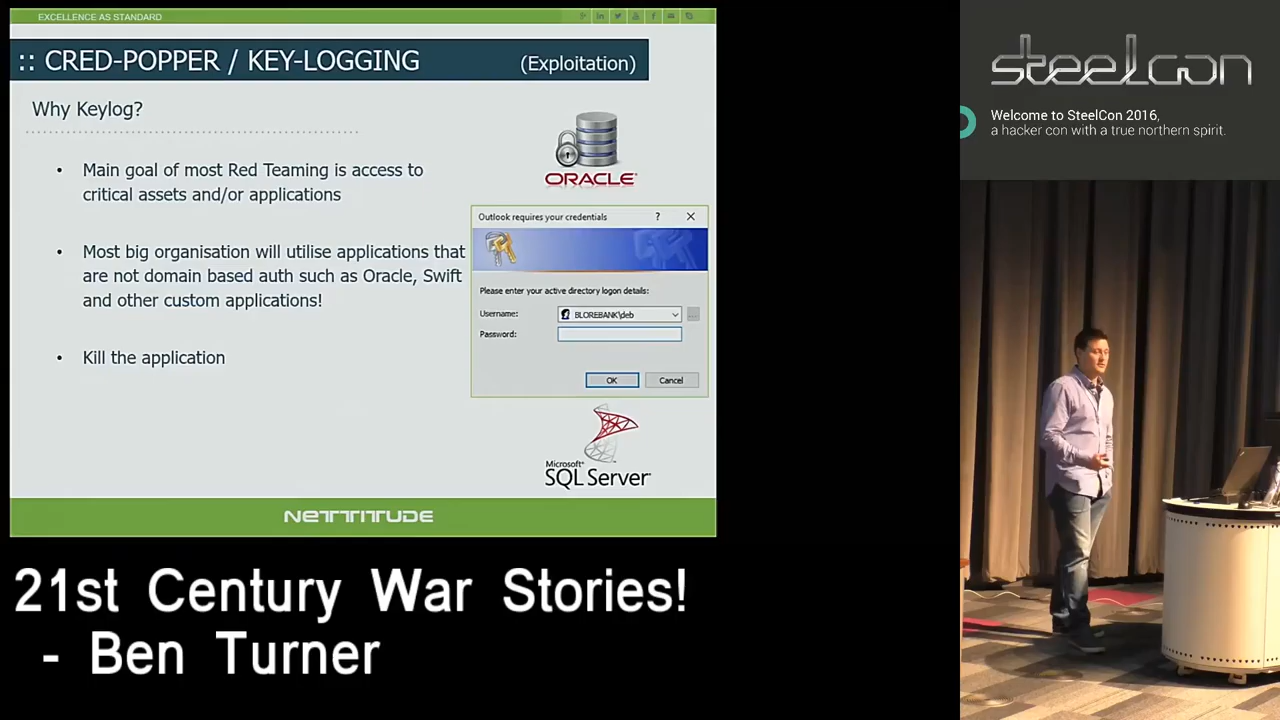 EXCELLENCE AS STANDARD
:: CRED-POPPER / KEY-LOGGING (Exploitation)
Why Keylog?
• Main goal of most Red Teaming is access to
critical assets and/or applications
• Most big organisation will utilise applications that
are not domain based auth such as Oracle, Swift
and other custom applications!
• Kill the application
ORACLE
Outlook requires your credentials ?
Please enter your active directory logon details:
Username: BLOREBANK\deb
Password:
OK Cancel
Microsoft
SQL Server
NETTITUDE
21st Century War Stories!
- Ben Turner
steelcon
Welcome to SteelCon 2016,
a hacker con with a true northern spirit.